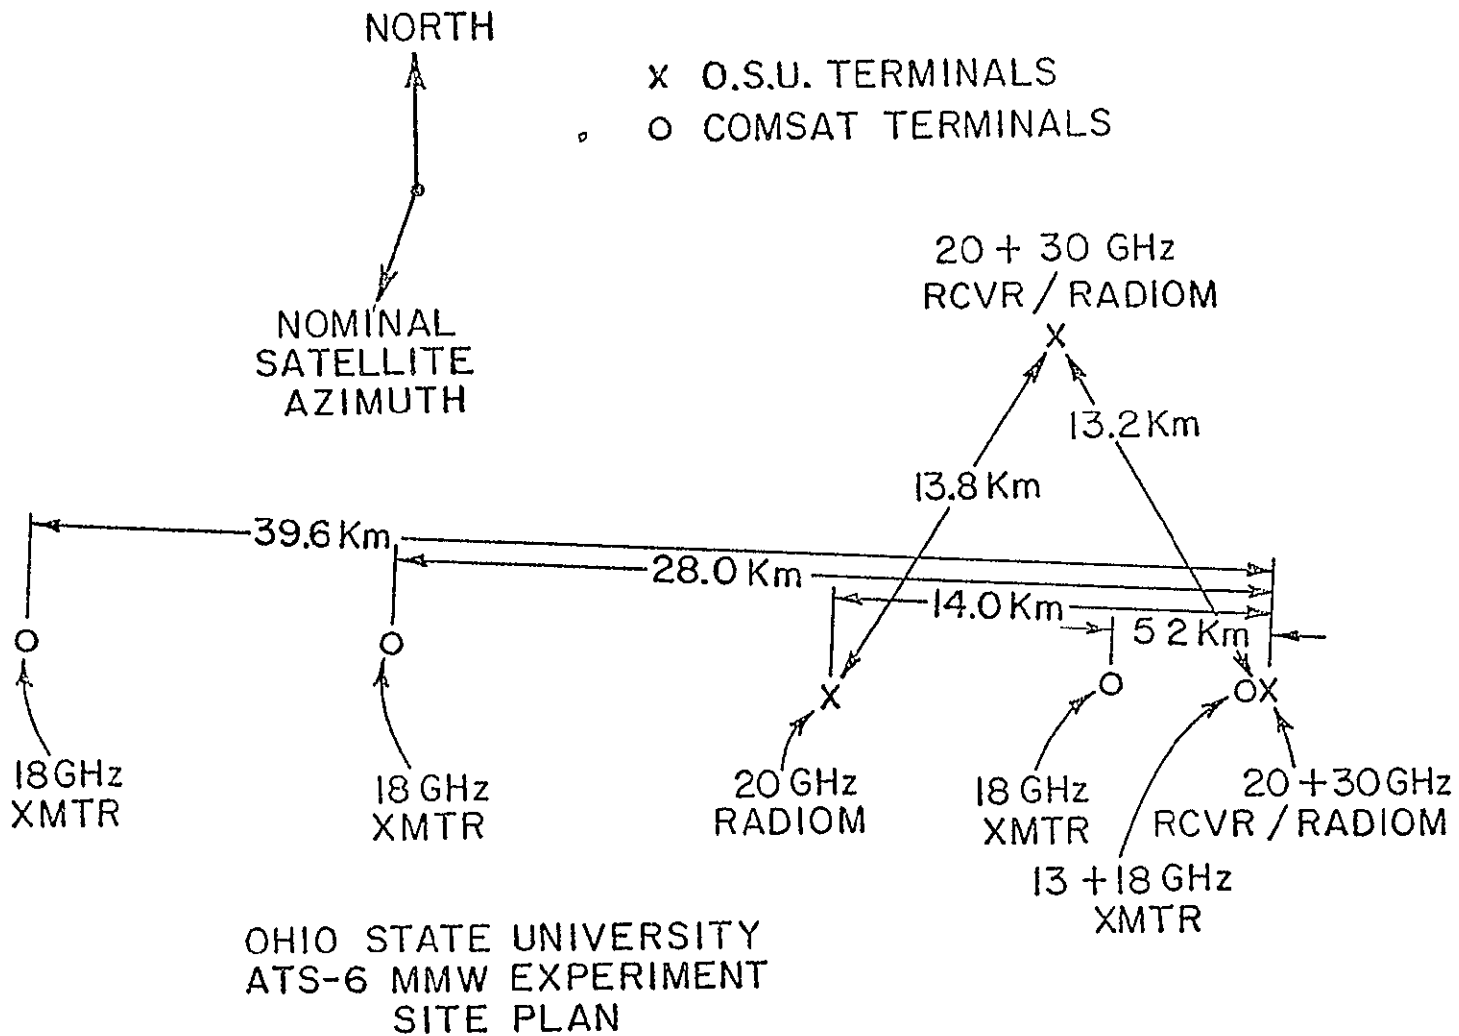 NORTH
X O.S.U. TERMINALS
O COMSAT TERMINALS
NOMINAL
SATELLITE
AZIMUTH
20 + 30 GHz
RCVR / RADIOM
X
13.2 Km
13.8 Km
39.6 Km
28.0 Km
14.0 Km
5 2 Km
O
O
X
O
OX
18 GHz
XMTR
18 GHz
XMTR
20 GHz
RADIOM
18 GHz
XMTR
20 + 30 GHz
RCVR / RADIOM
13 + 18 GHz
XMTR
OHIO STATE UNIVERSITY
ATS-6 MMW EXPERIMENT
SITE PLAN